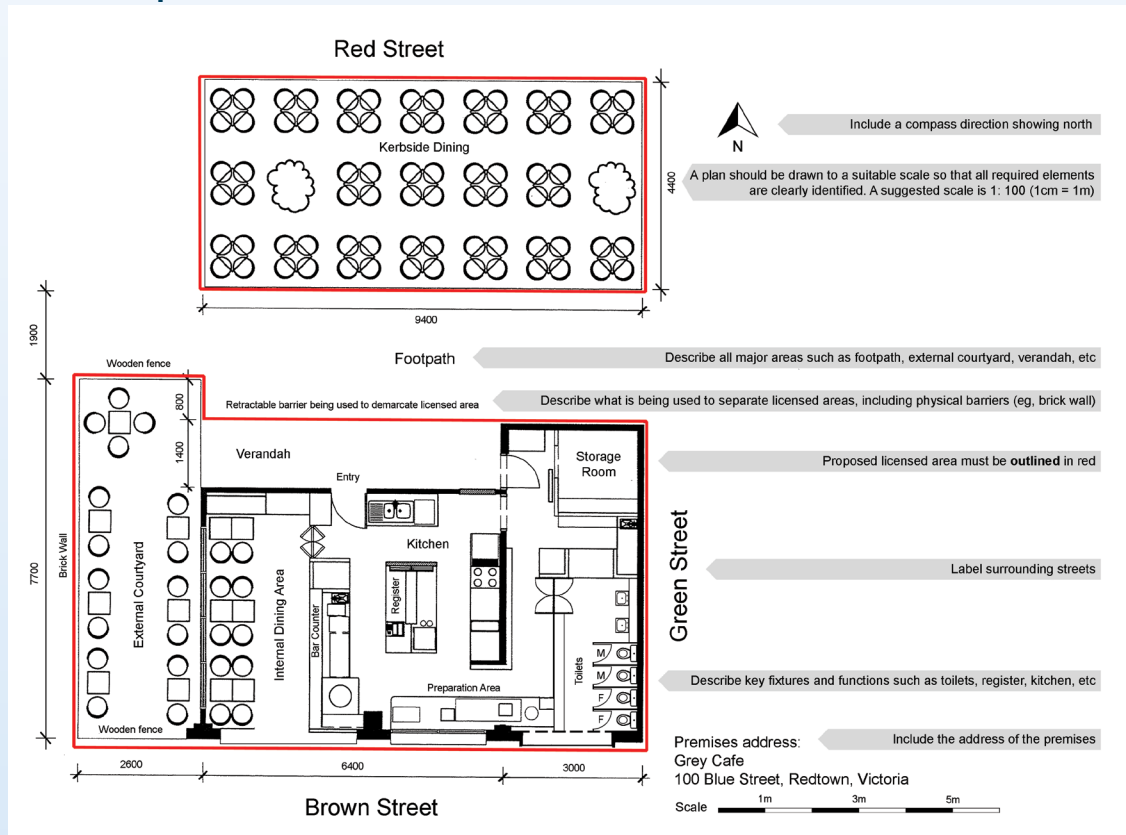 Red Street
Kerbside Dining
4400
9400
N
Include a compass direction showing north
A plan should be drawn to a suitable scale so that all required elements
are clearly identified. A suggested scale is 1: 100 (1cm = 1m)
1900
Wooden fence
Footpath
Describe all major areas such as footpath, external courtyard, verandah, etc
800
Retractable barrier being used to demarcate licensed area
Describe what is being used to separate licensed areas, including physical barriers (eg, brick wall)
1400
Verandah
Entry
Storage
Room
Proposed licensed area must be outlined in red
Kitchen
7700
Brick Wall
External Courtyard
Internal Dining Area
Bar Counter
Register
Green Street
Label surrounding streets
Toilets
M
M
F
F
Preparation Area
Describe key fixtures and functions such as toilets, register, kitchen, etc
Wooden fence
2600
6400
3000
Brown Street
Premises address:
Grey Cafe
100 Blue Street, Redtown, Victoria
Include the address of the premises
Scale
1m
3m
5m